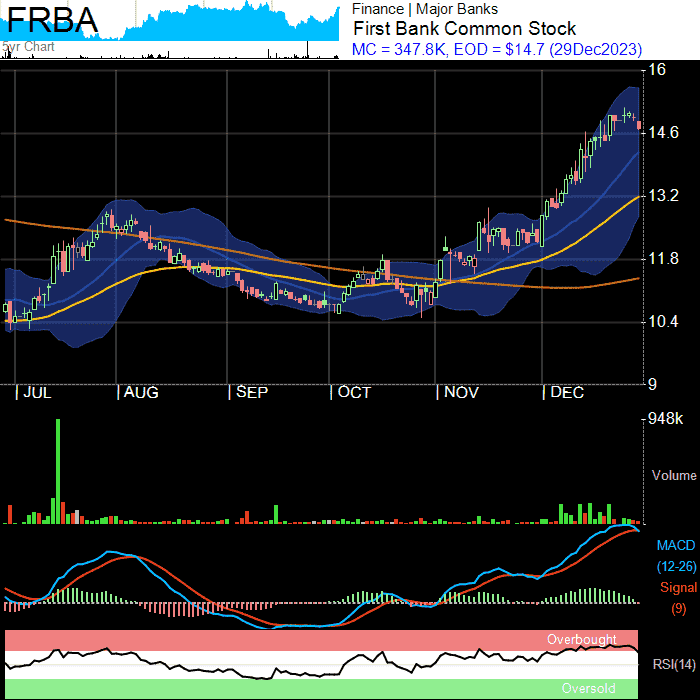 FRBA
5yr Chart
Finance | Major Banks
First Bank Common Stock
MC = 347.8K, EOD = $14.7 (29Dec2023)
16
14.6
13.2
11.8
10.4
9
| JUL | AUG | SEP | OCT | NOV | DEC
948k
Volume
MACD
(12-26)
Signal
(9)
Overbought
RSI(14)
Oversold